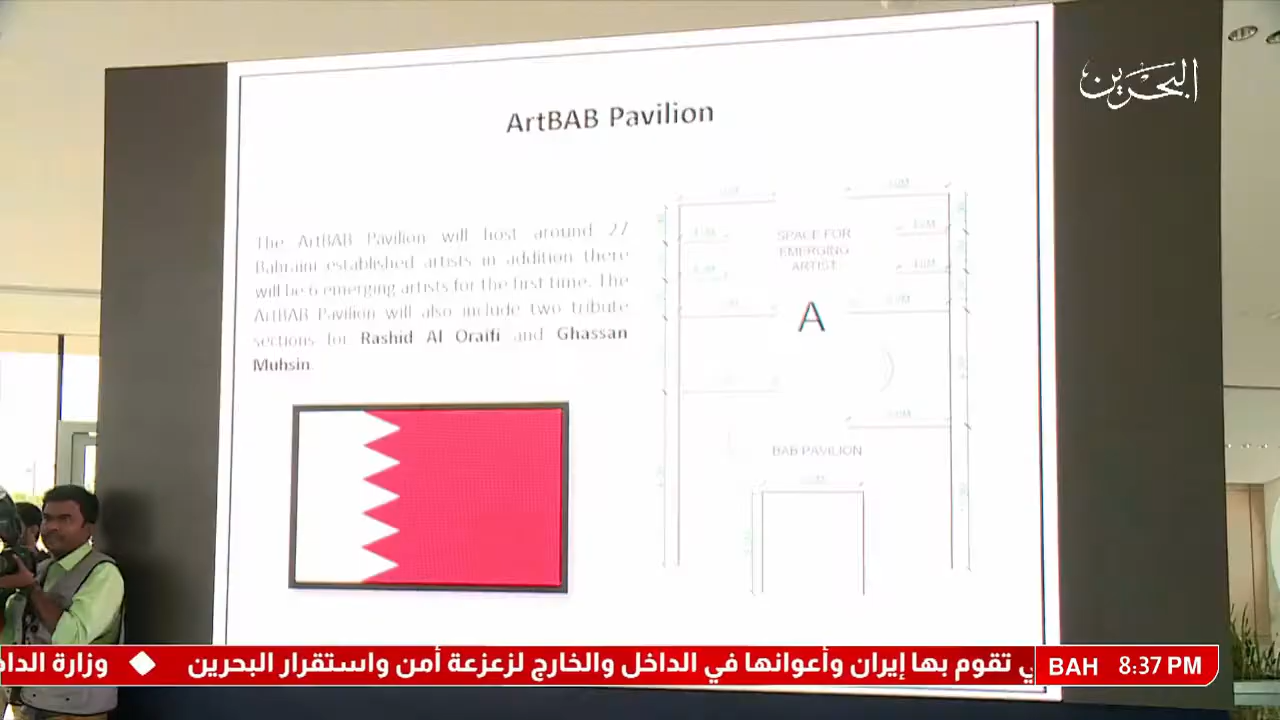 البحرين
ArtBAB Pavilion
The ArtBAB Pavilion will host around 27
Bahraini established artists in addition there
will be 6 emerging artists for the first time. The
ArtBAB Pavilion will also include two tribute
sections for Rashid Al Oraifi and Ghassan
Muhsin.
SPACE FOR
EMERGING
ARTIST
A
BAB PAVILION
ي تقوم بها إيران وأعوانها في الداخل والخارج لزعزعة أمن واستقرار البحرين ◆ وزارة الداخ
BAH 8:37 PM